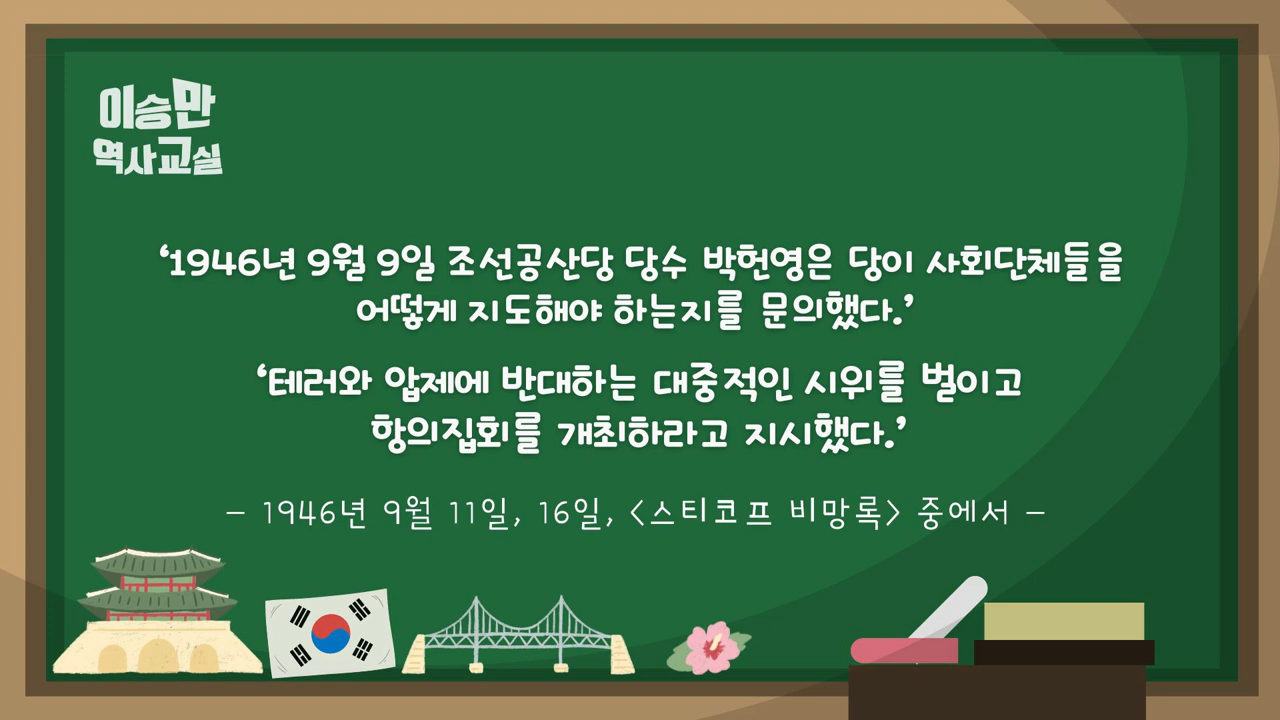 이승만
역사교실
‘1946년 9월 9일 조선공산당 당수 박헌영은 당이 사회단체들을
어떻게 지도해야 하는지를 문의했다.’
‘테러와 압제에 반대하는 대중적인 시위를 벌이고
항의집회를 개최하라고 지시했다.’
– 1946년 9월 11일, 16일, <스티코프 비망록> 중에서 –